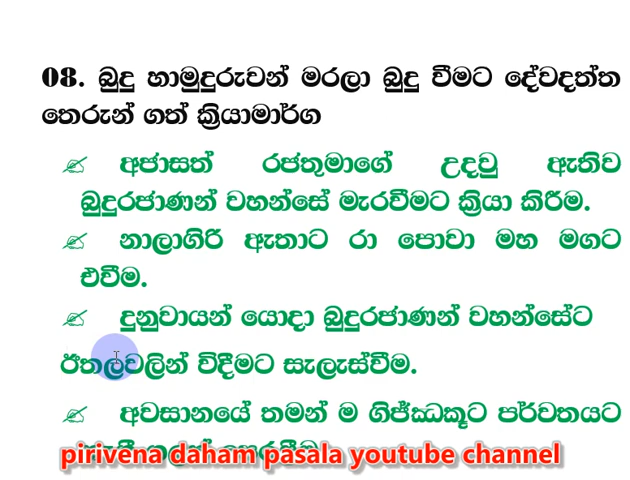 08. බුදු හාමුදුරුවන් මරලා බුදු වීමට දේවදත්ත
තෙරුන් ගත් ක්‍රියාමාර්ග
අජාසත් රජතුමාගේ උදවු ඇතිව
බුදුරජාණන් වහන්සේ මැරවීමට ක්‍රියා කිරීම.
නාලාගිරි ඇතාට රා පොවා මහ මගට
එවීම.
දුනුවායන් යොදා බුදුරජාණන් වහන්සේට
ඊතලවලින් විදීමට සැලැස්වීම.
අවසානයේ තමන් ම ගිජ්ඣකූට පර්වතයට
pirivena daham pasala youtube channel